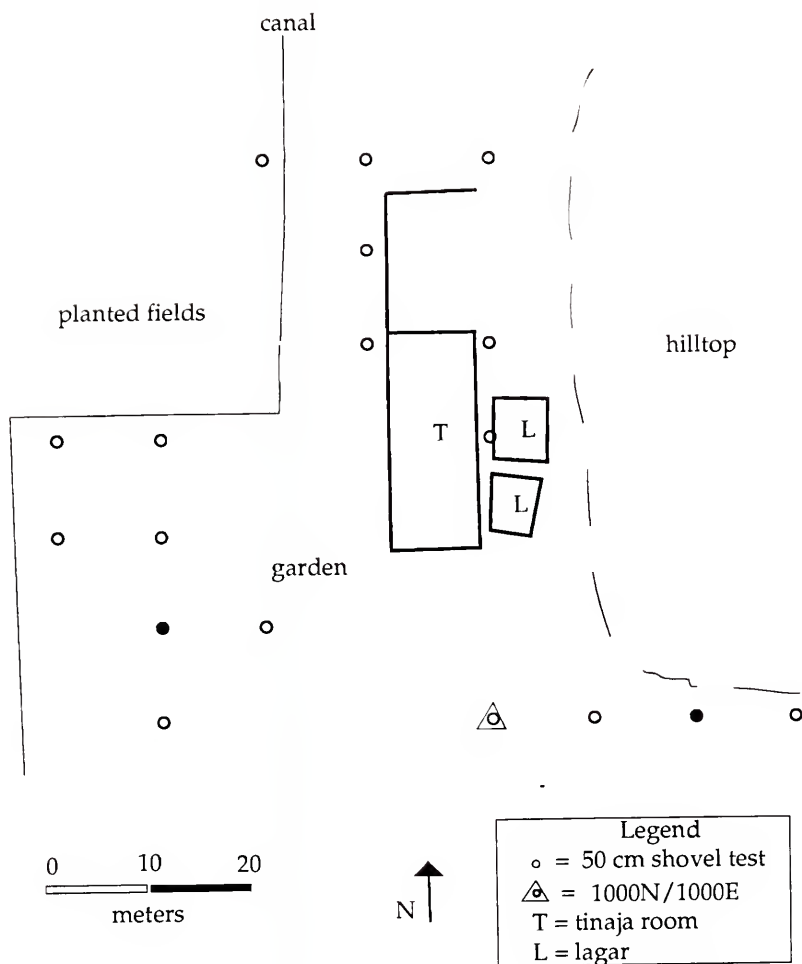 canal
planted fields
hilltop
T
L
L
garden
0 10 20
meters
N
Legend
= 50 cm shovel test
= 1000N/1000E
T = tinaja room
L = lagar